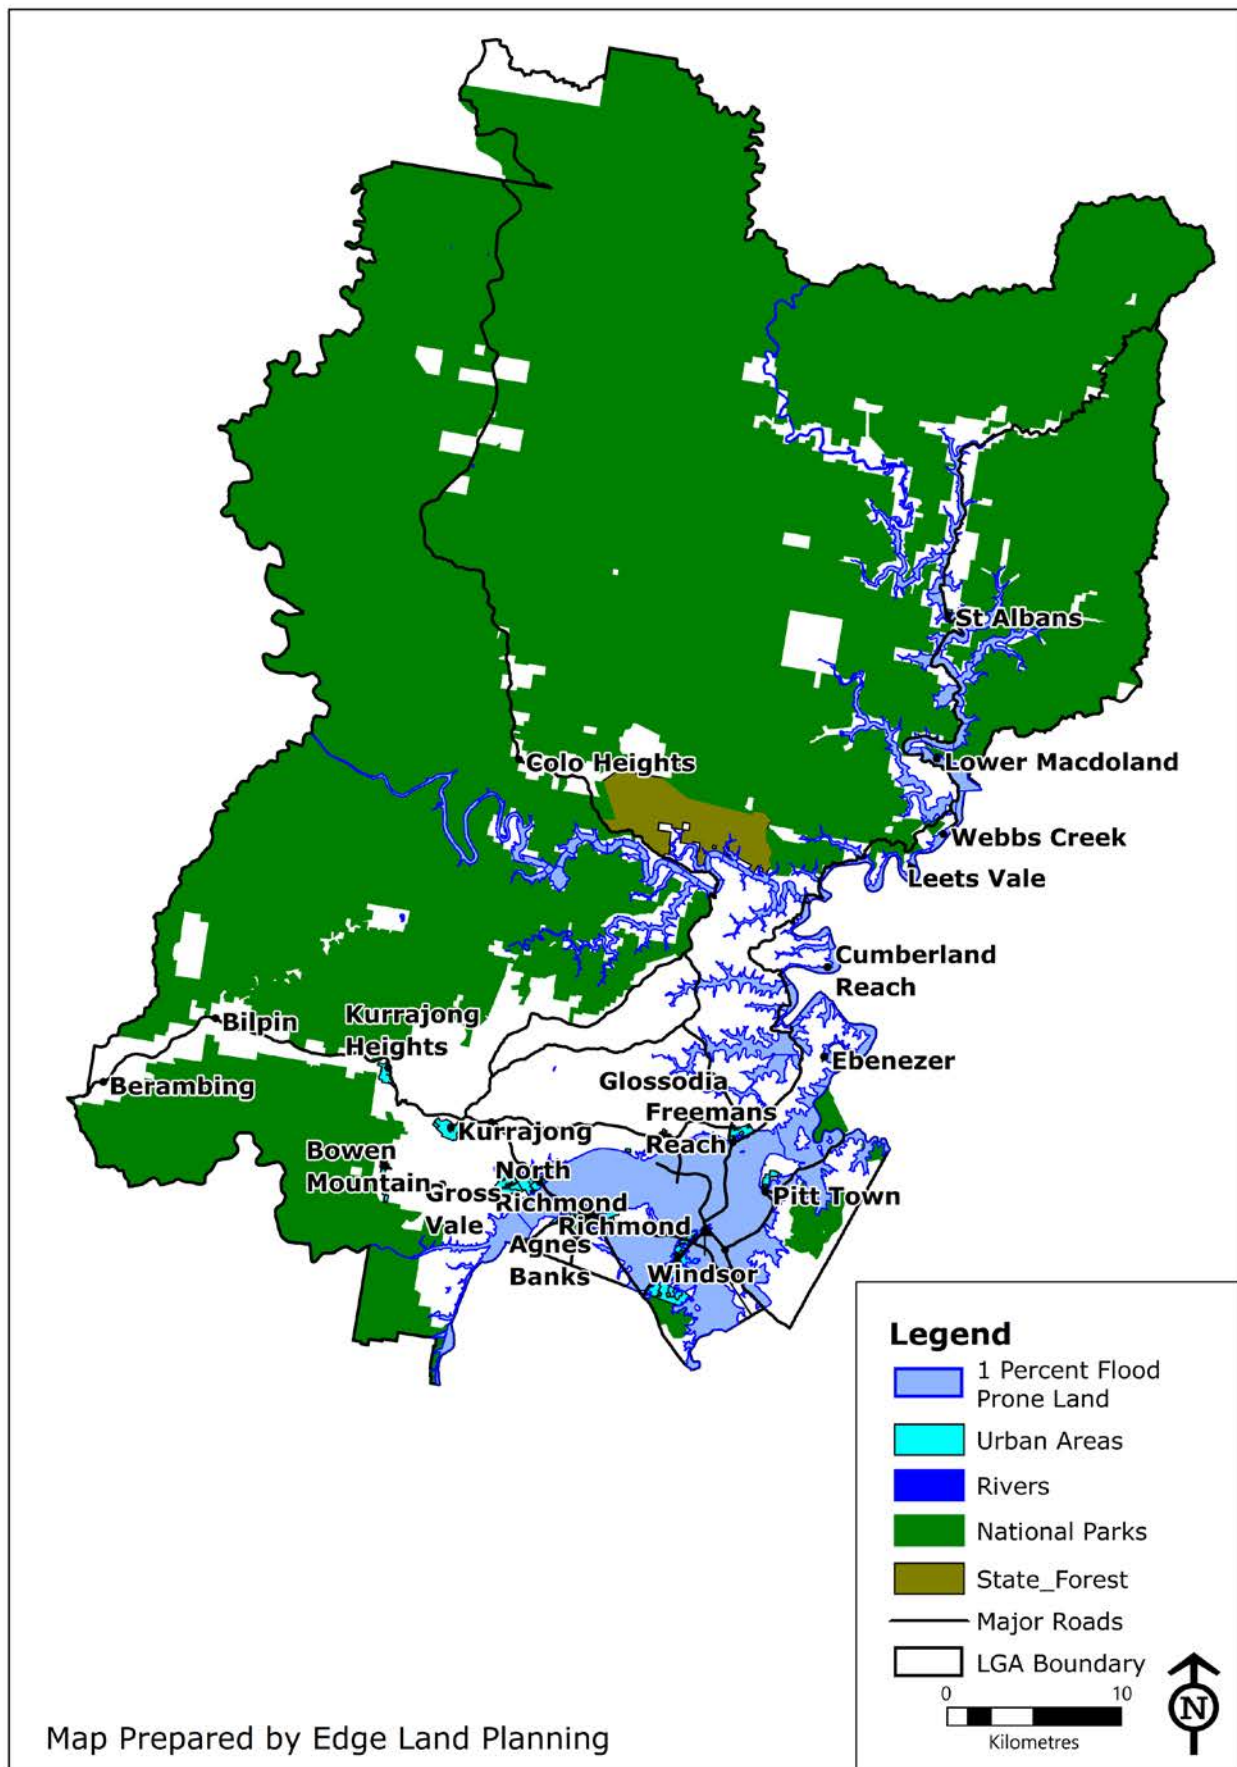 St Albans
Colo Heights
Lower Macdoland
Webbs Creek
Leets Vale
Cumberland
Reach
Bilpin
Kurrajong
Heights
Berambing
Ebenezer
Glossodia
Freemans
Reach
Kurrajong
Bowen
Mountain
North
Richmond
Gross
Vale
Pitt Town
Richmond
Agnes
Banks
Windsor
Legend
1 Percent Flood
Prone Land
Urban Areas
Rivers
National Parks
State_Forest
Major Roads
LGA Boundary
0 10
Kilometres
N
Map Prepared by Edge Land Planning